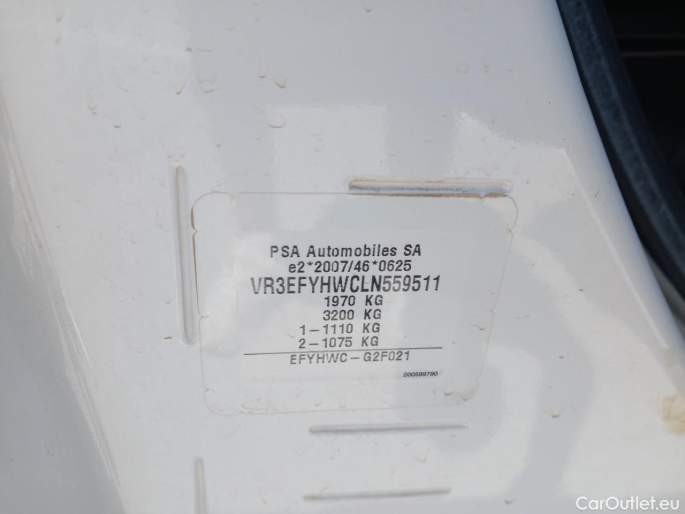 PSA Automobiles SA
e2*2007/46*0625
VR3EFYHWCLN559511
1970 KG
3200 KG
1-1110 KG
2-1075 KG
EFYHWC-G2F021
200599790
CarOutlet.eu